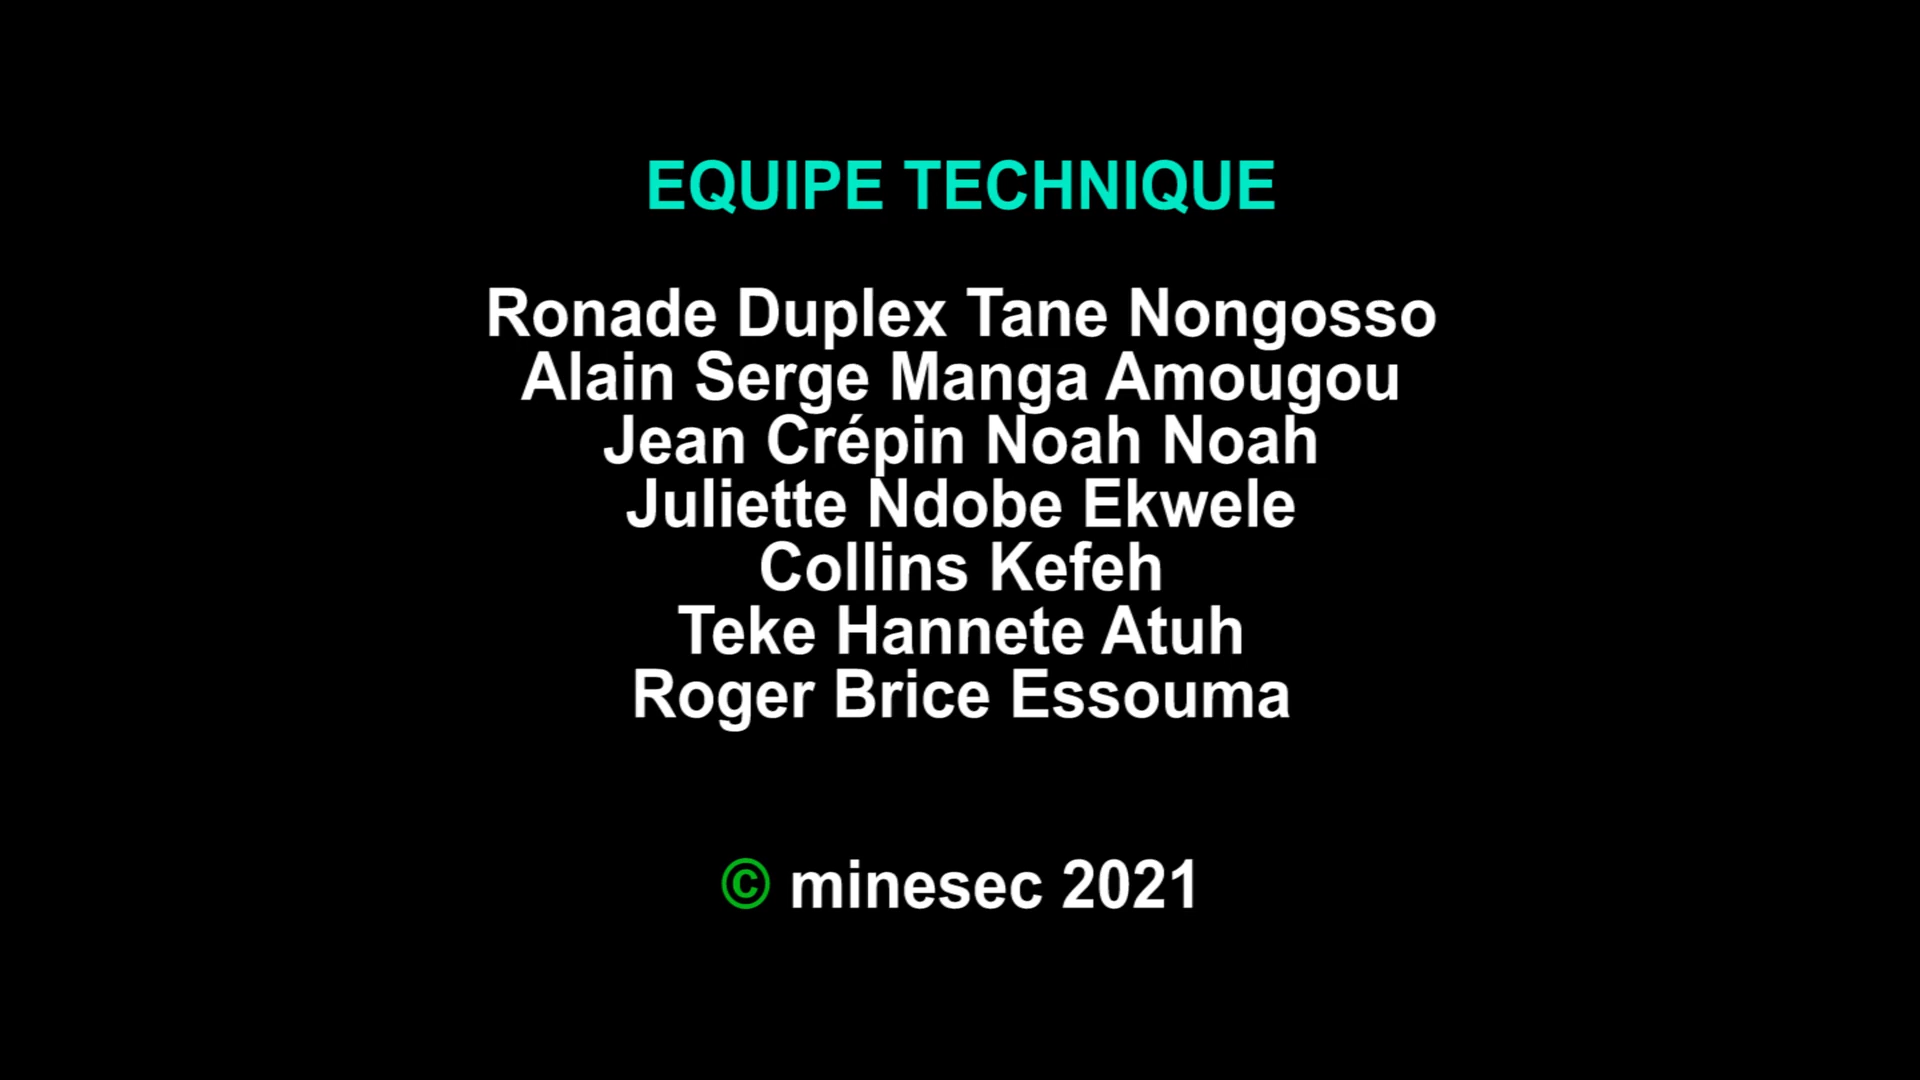 EQUIPE TECHNIQUE
Ronade Duplex Tane Nongosso
Alain Serge Manga Amougou
Jean Crépin Noah Noah
Juliette Ndobe Ekwele
Collins Kefeh
Teke Hannete Atuh
Roger Brice Essouma
© minesec 2021